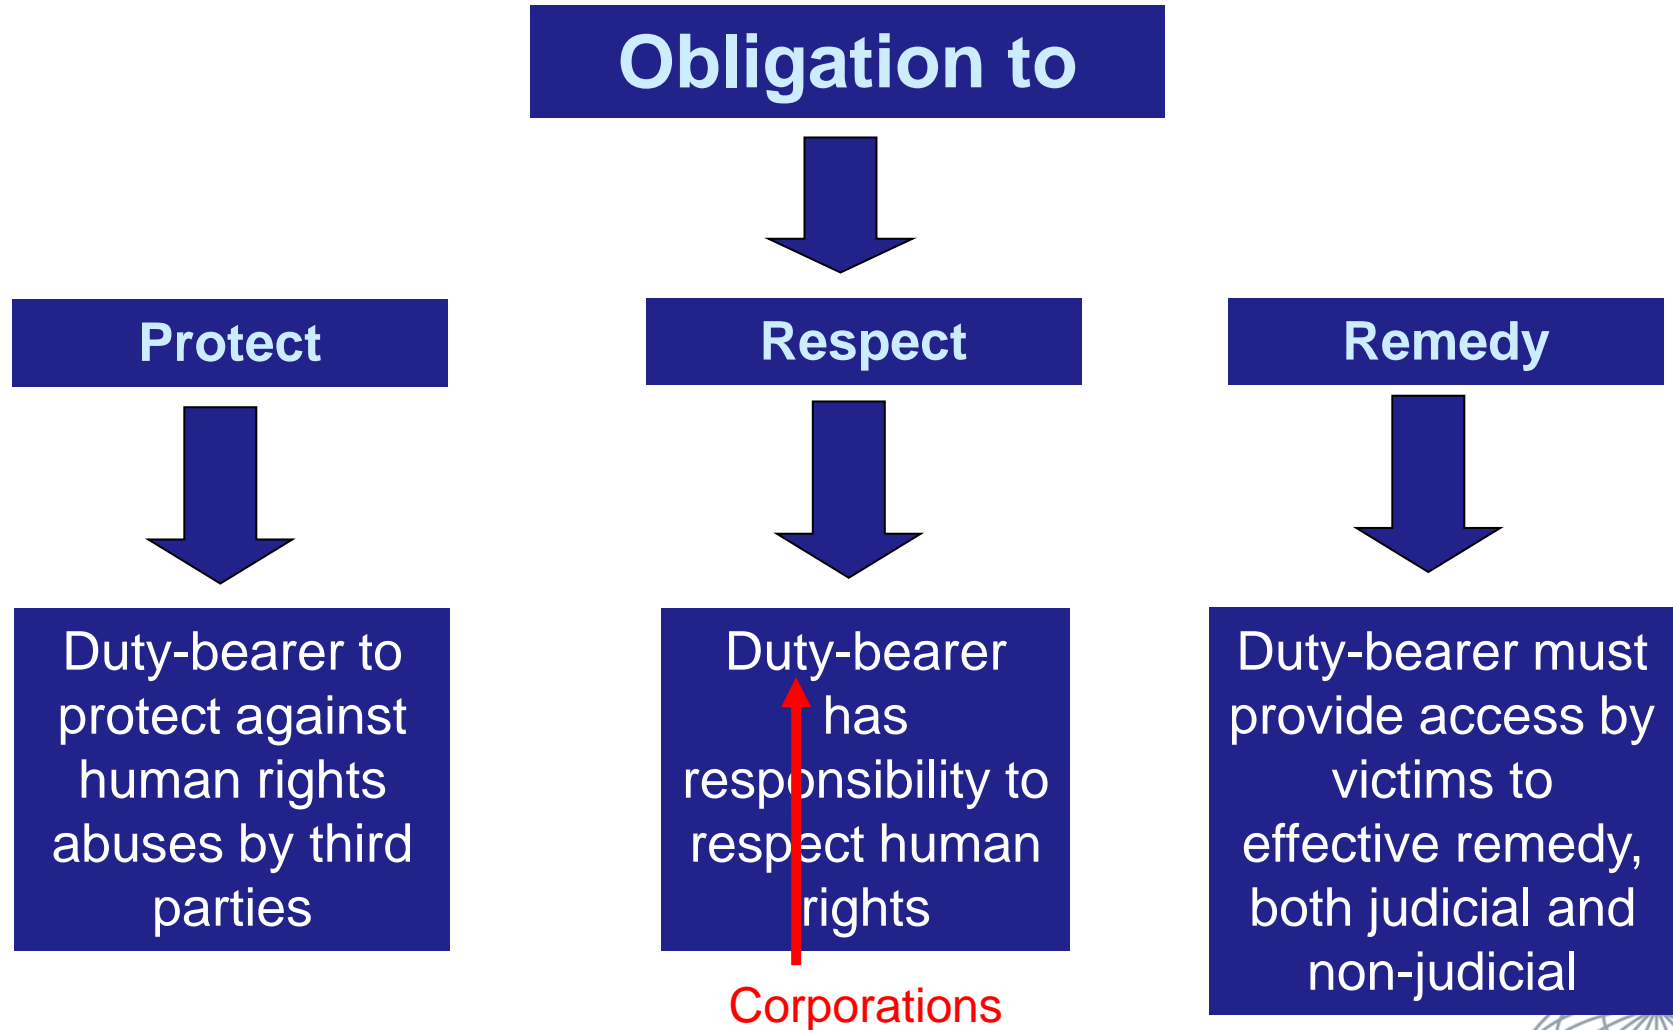 Obligation to
Protect
Respect
Remedy
Duty-bearer to
protect against
human rights
abuses by third
parties
Duty-bearer
has
responsibility to
respect human
rights
Corporations
Duty-bearer must
provide access by
victims to
effective remedy,
both judicial and
non-judicial